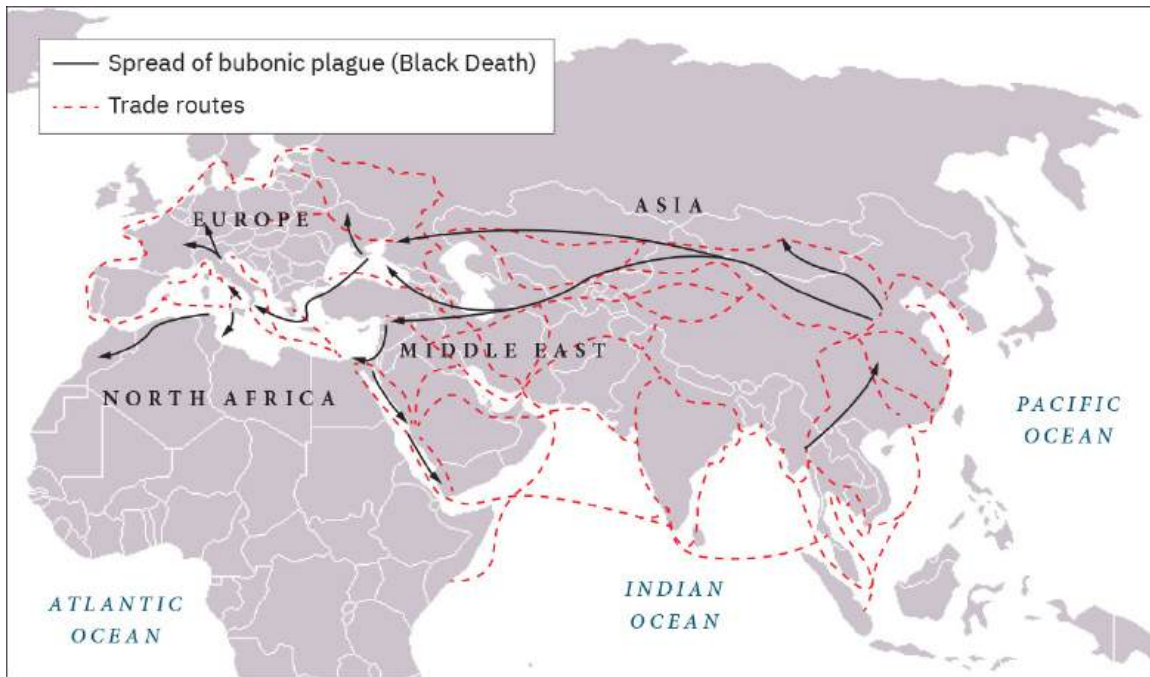 Spread of bubonic plague (Black Death)
Trade routes
EUROPE
ASIA
MIDDLE EAST
NORTH AFRICA
PACIFIC
OCEAN
ATLANTIC
OCEAN
INDIAN
OCEAN